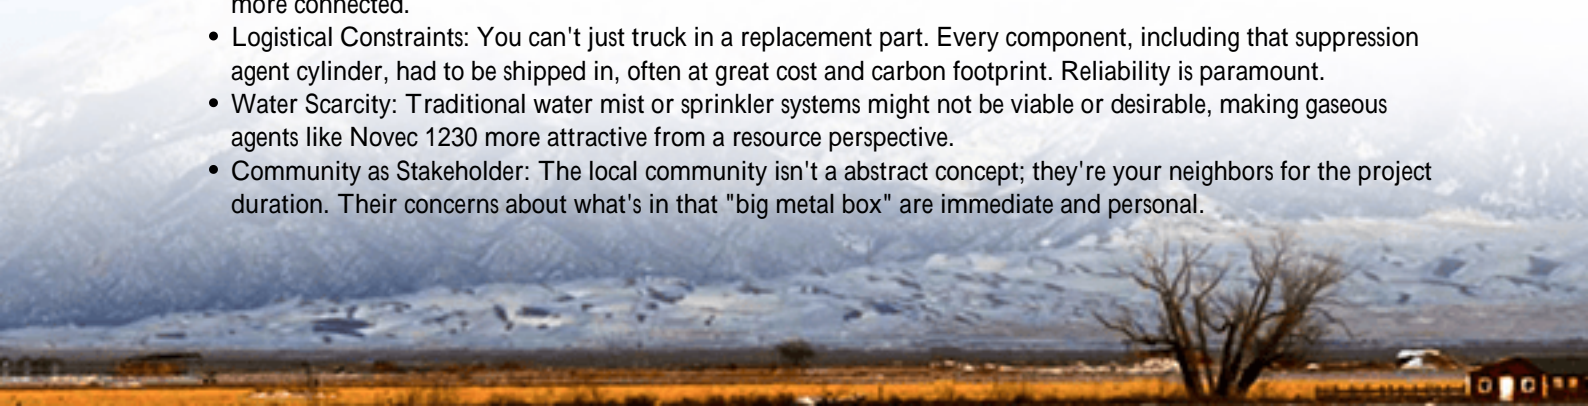 more connected.
• Logistical Constraints: You can't just truck in a replacement part. Every component, including that suppression
agent cylinder, had to be shipped in, often at great cost and carbon footprint. Reliability is paramount.
• Water Scarcity: Traditional water mist or sprinkler systems might not be viable or desirable, making gaseous
agents like Novec 1230 more attractive from a resource perspective.
• Community as Stakeholder: The local community isn't a abstract concept; they're your neighbors for the project
duration. Their concerns about what's in that "big metal box" are immediate and personal.